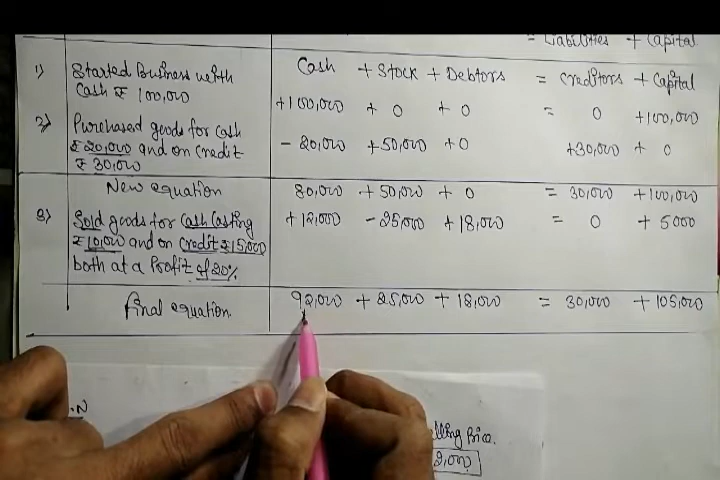 = Liabilities + Capital
1) Started Business with Cash + Stock + Debtors = Creditors + Capital
Cash ₹ 100,000 +100,000 + 0 + 0 = 0 +100,000
2) Purchased goods for cash
₹ 20,000 and on credit - 20,000 +50,000 +0 +30,000 + 0
₹ 30,000
New equation 80,000 + 50,000 + 0 = 30,000 + 100,000
3) Sold goods for cash Costing +12,000 - 25,000 + 18,000 = 0 + 5000
₹ 10,000 and on credit ₹ 15,000
both at a Profit of 20%
Final equation. 92,000 + 25,000 + 18,000 = 30,000 + 105,000
.N
lling Price.
2,000